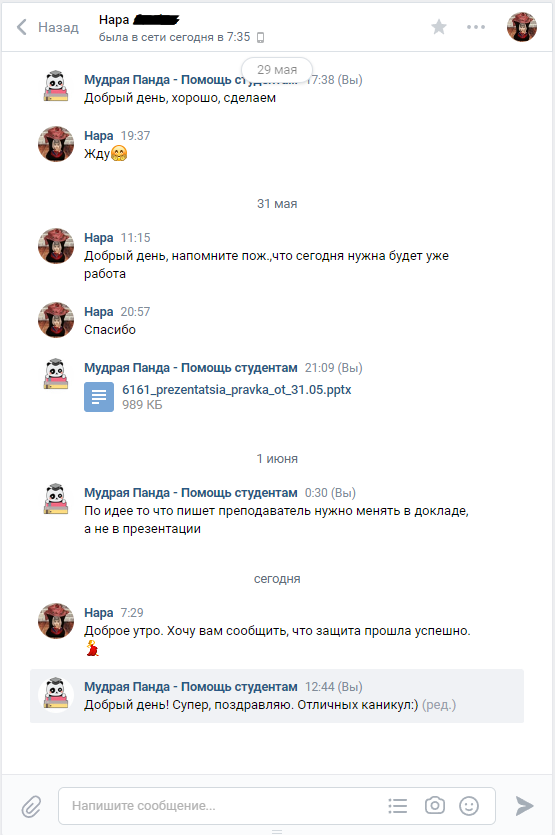 Назад
Нара
была в сети сегодня в 7:35
29 мая
Мудрая Панда - Помощь студентам 17:38 (Вы)
Добрый день, хорошо, сделаем
Нара 19:37
Жду🤗
31 мая
Нара 11:15
Добрый день, напомните пож.,что сегодня нужна будет уже
работа
Нара 20:57
Спасибо
Мудрая Панда - Помощь студентам 21:09 (Вы)
6161_prezentatsia_pravka_ot_31.05.pptx
989 КБ
1 июня
Мудрая Панда - Помощь студентам 0:30 (Вы)
По идее то что пишет преподаватель нужно менять в докладе,
а не в презентации
сегодня
Нара 7:29
Доброе утро. Хочу вам сообщить, что защита прошла успешно.
💃
Мудрая Панда - Помощь студентам 12:44 (Вы)
Добрый день! Супер, поздравляю. Отличных каникул:) (ред.)
Напишите сообщение...